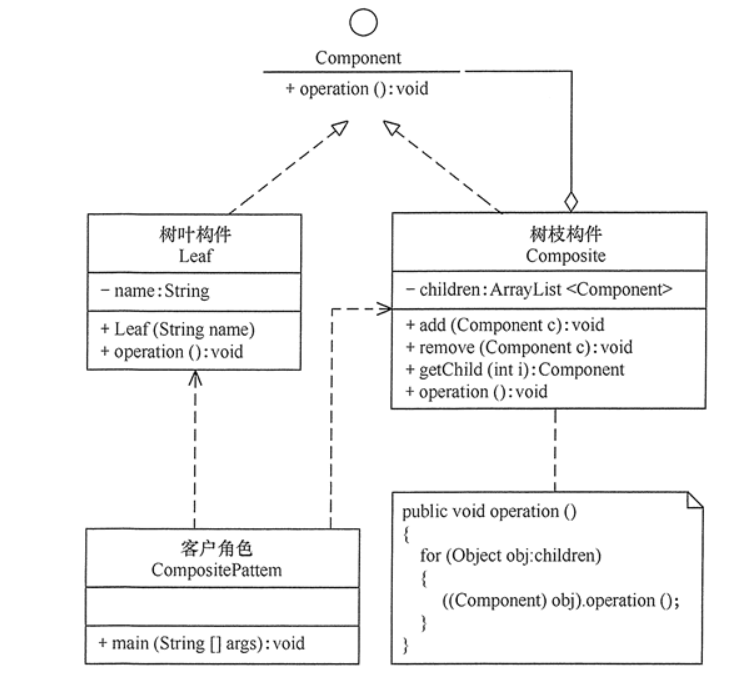 Component
+ operation ():void
树叶构件
Leaf
- name:String
+ Leaf (String name)
+ operation ():void
树枝构件
Composite
- children:ArrayList <Component>
+ add (Component c):void
+ remove (Component c):void
+ getChild (int i):Component
+ operation ():void
客户角色
CompositePattem
+ main (String [] args):void
public void operation ()
{
for (Object obj:children)
{
((Component) obj).operation ();
}
}